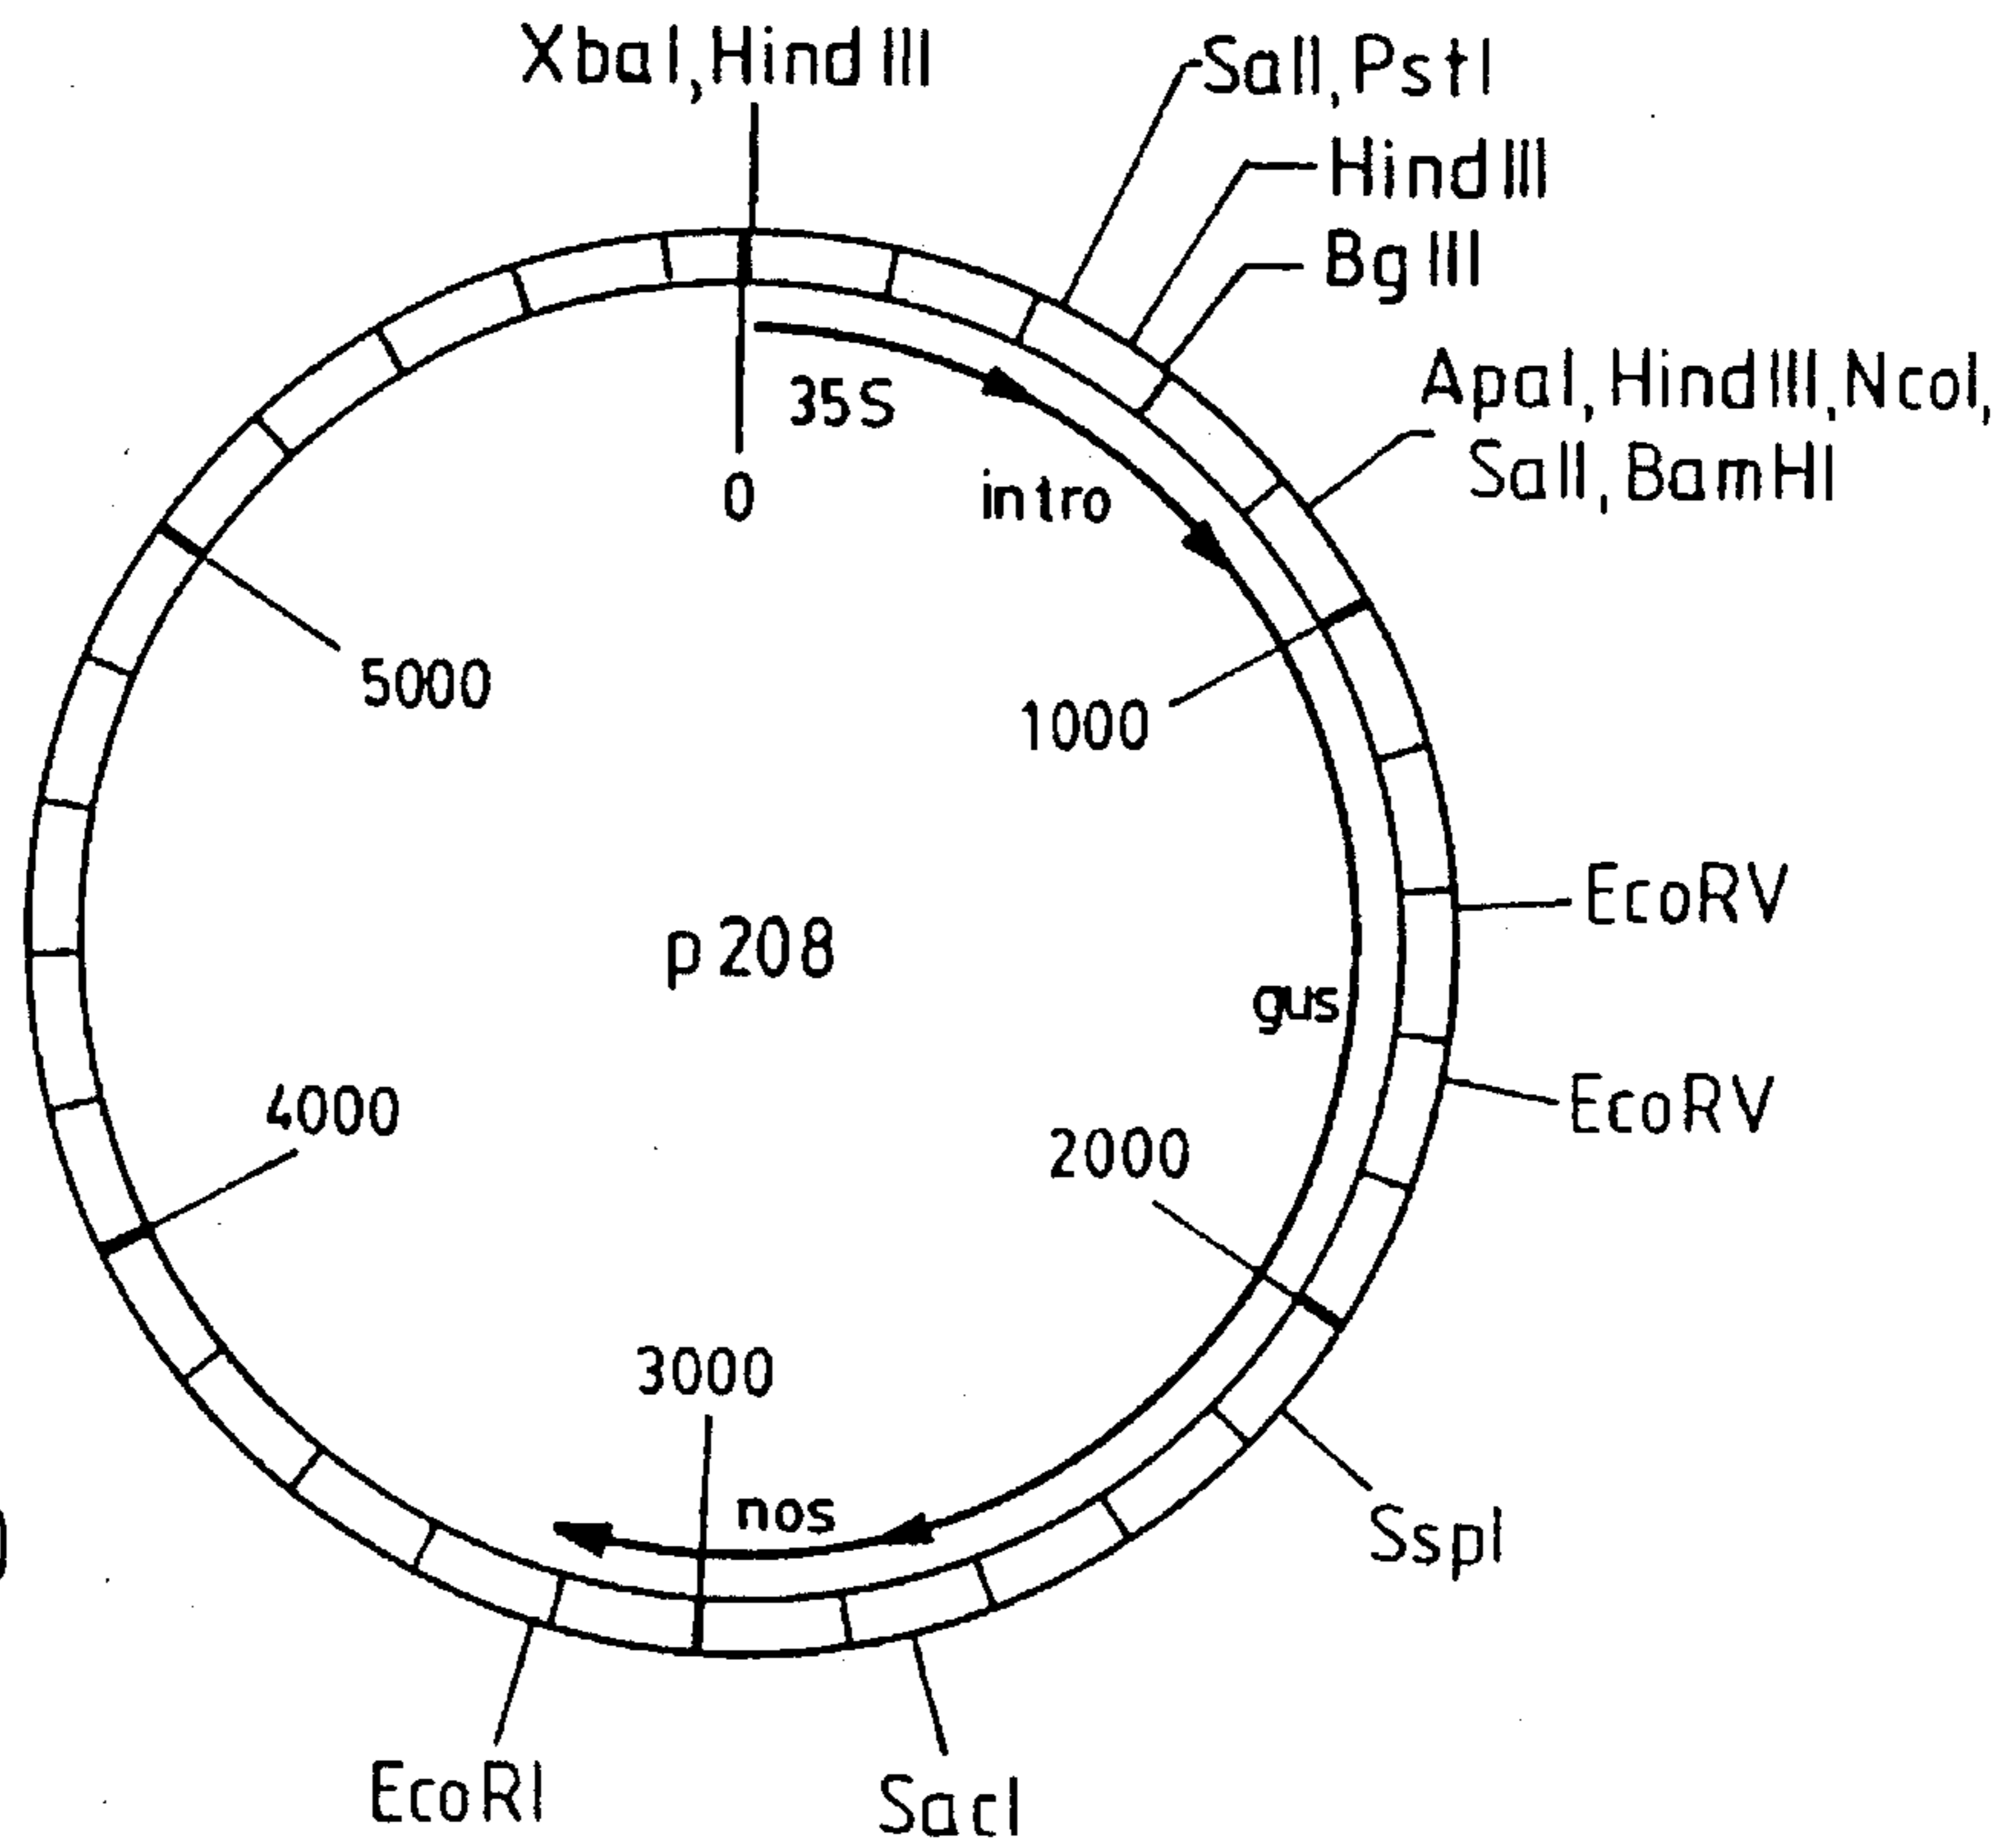 XbaI,HindIII
SalI,PstI
HindIII
BglII
ApaI,HindIII,NcoI,
SalI,BamHI
35S
0
intro
5000
1000
EcoRV
p208
gus
EcoRV
4000
2000
3000
nos
SspI
EcoRI
SacI